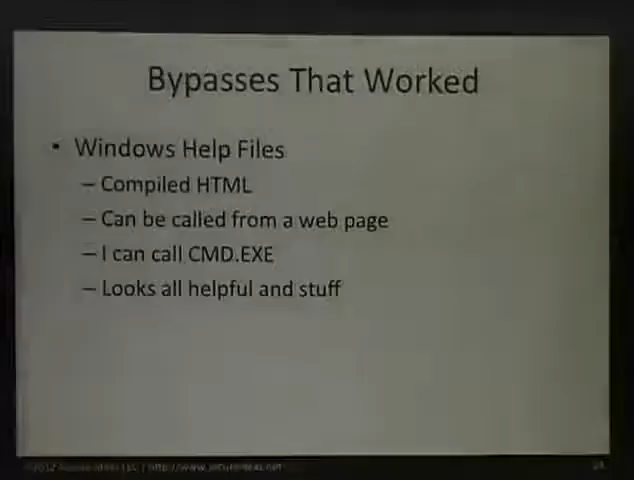 Bypasses That Worked
• Windows Help Files
– Compiled HTML
– Can be called from a web page
– I can call CMD.EXE
– Looks all helpful and stuff